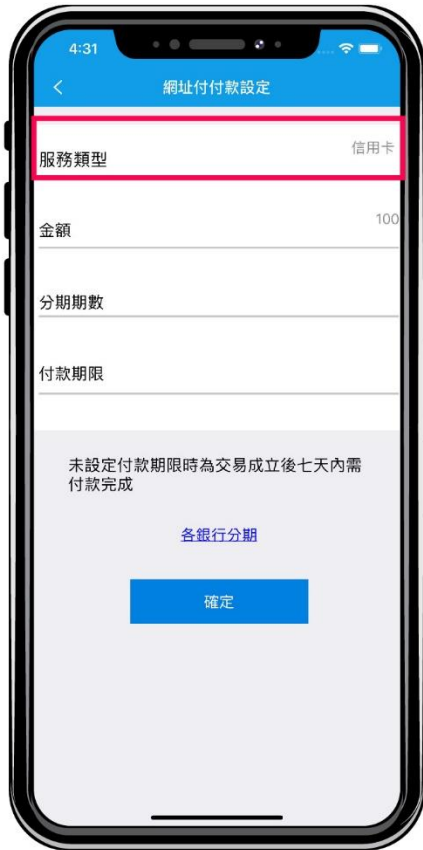 4:31
網址付付款設定
服務類型 信用卡
金額 100
分期期數
付款期限
未設定付款期限時為交易成立後七天內需
付款完成
各銀行分期
確定